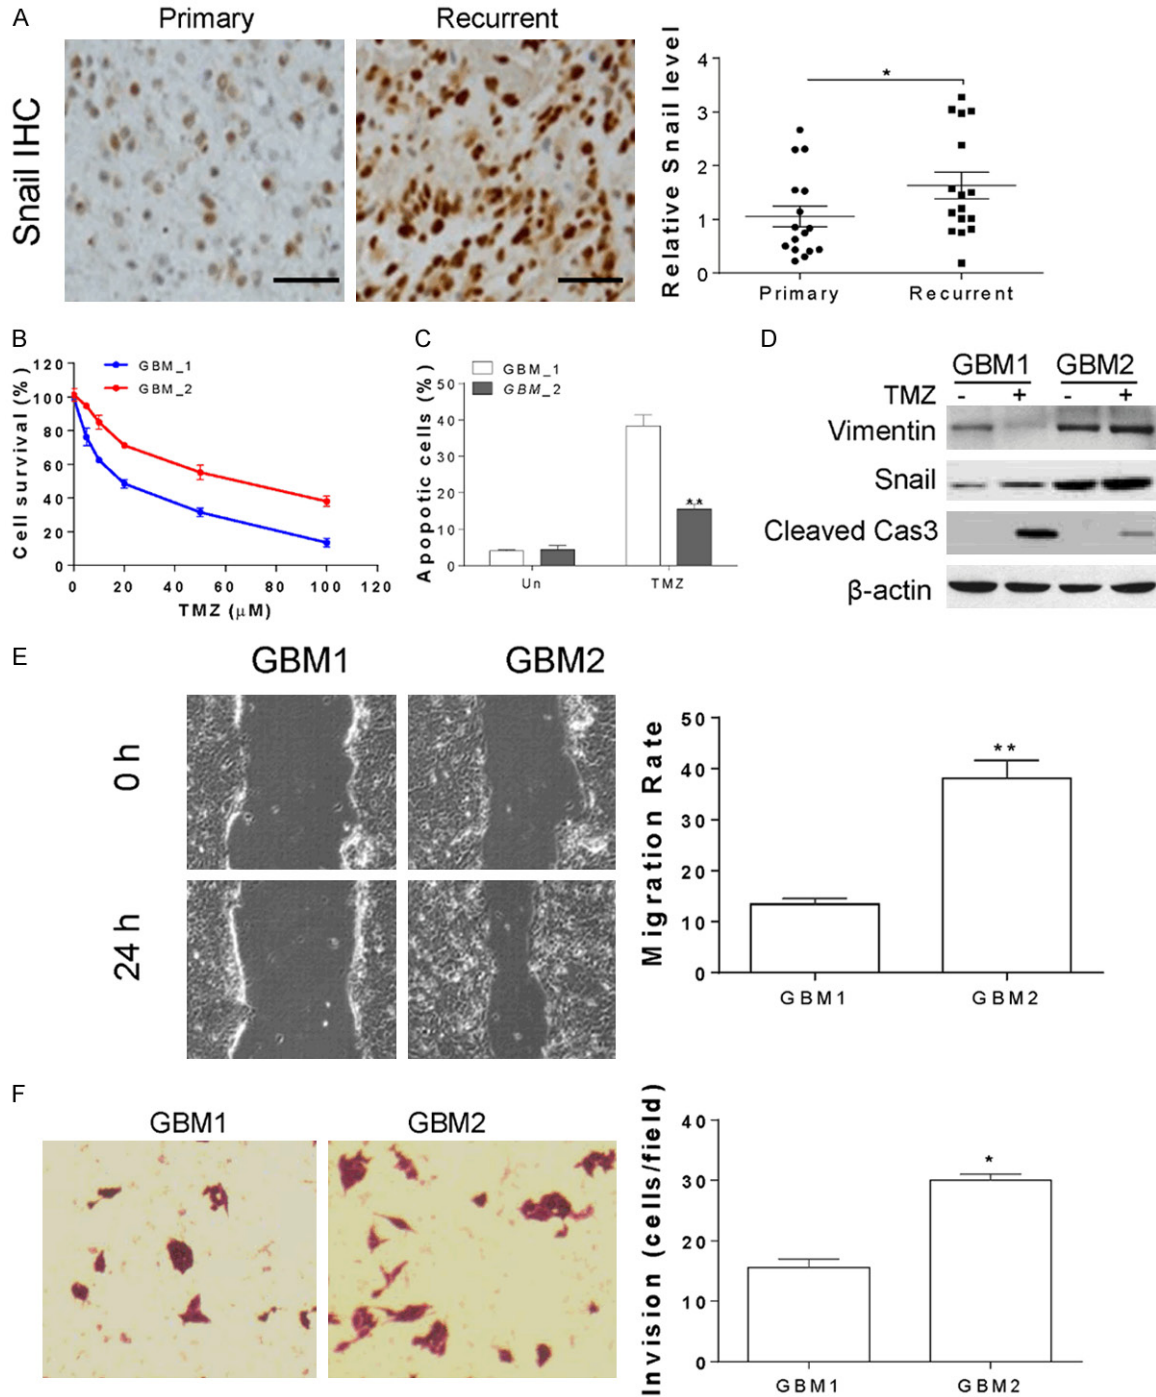 A
Primary
Recurrent
Snail IHC
Relative Snail level
4
3
2
1
0
*
Primary
Recurrent
B
Cell survival (%)
120
100
80
60
40
20
0
GBM_1
GBM_2
0 20 40 60 80 100 120
TMZ (μM)
C
Apopotic cells (%)
50
40
30
20
10
0
GBM_1
GBM_2
**
Un
TMZ
D
GBM1 GBM2
TMZ - + - +
Vimentin
Snail
Cleaved Cas3
β-actin
E
GBM1
GBM2
0 h
24 h
Migration Rate
50
40
30
20
10
0
**
GBM1
GBM2
F
GBM1
GBM2
Invision (cells/field)
40
30
20
10
0
*
GBM1
GBM2